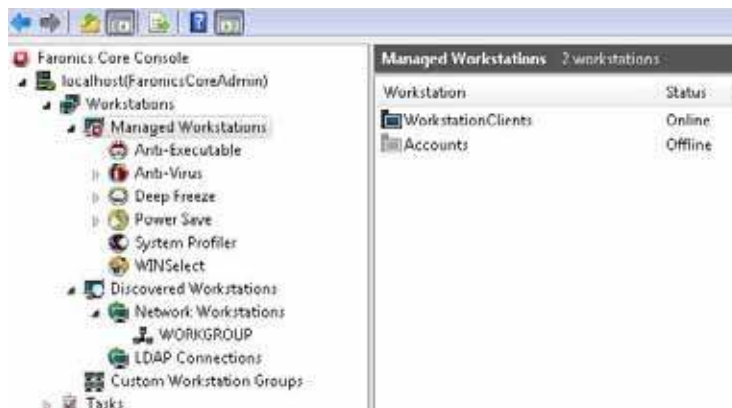 Faronics Core Console
localhost(FaronicsCoreAdmin)
Workstations
Managed Workstations
Anti-Executable
Anti-Virus
Deep Freeze
Power Save
System Profiler
WINSelect
Discovered Workstations
Network Workstations
WORKGROUP
LDAP Connections
Custom Workstation Groups
Tasks
Managed Workstations 2 workstations
Workstation Status
WorkstationClients Online
Accounts Offline